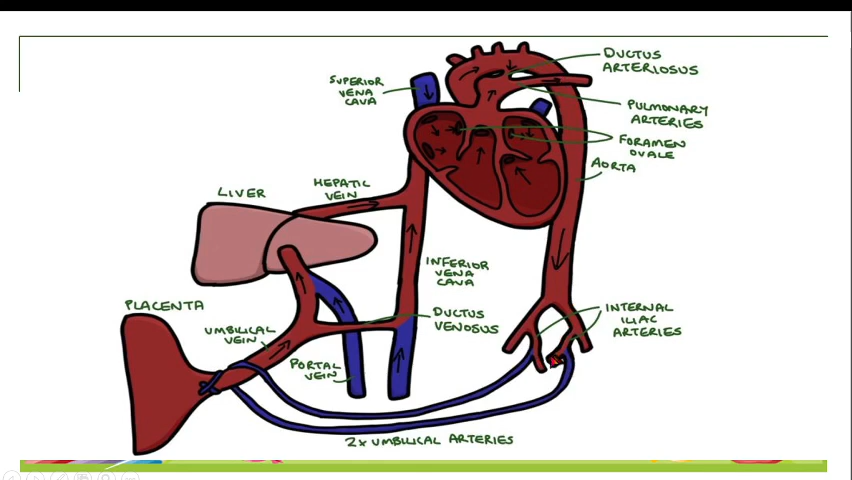 DUCTUS
ARTERIOSUS
SUPERIOR
VENA
CAVA
PULMONARY
ARTERIES
FORAMEN
OVALE
AORTA
HEPATIC
VEIN
LIVER
INFERIOR
VENA
CAVA
PLACENTA
INTERNAL
ILIAC
ARTERIES
DUCTUS
VENOSUS
UMBILICAL
VEIN
PORTAL
VEIN
2x UMBILICAL ARTERIES